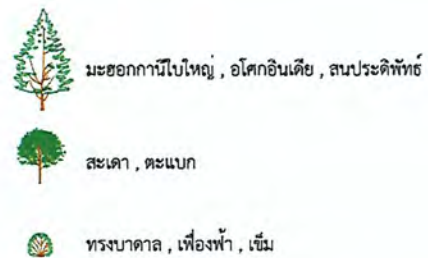 มะฮอกกานีใบใหญ่ , อโศกอินเดีย , สนประดิพัทธ์
สะเดา , ตะแบก
ทรงบาดาล , เฟื่องฟ้า , เข็ม